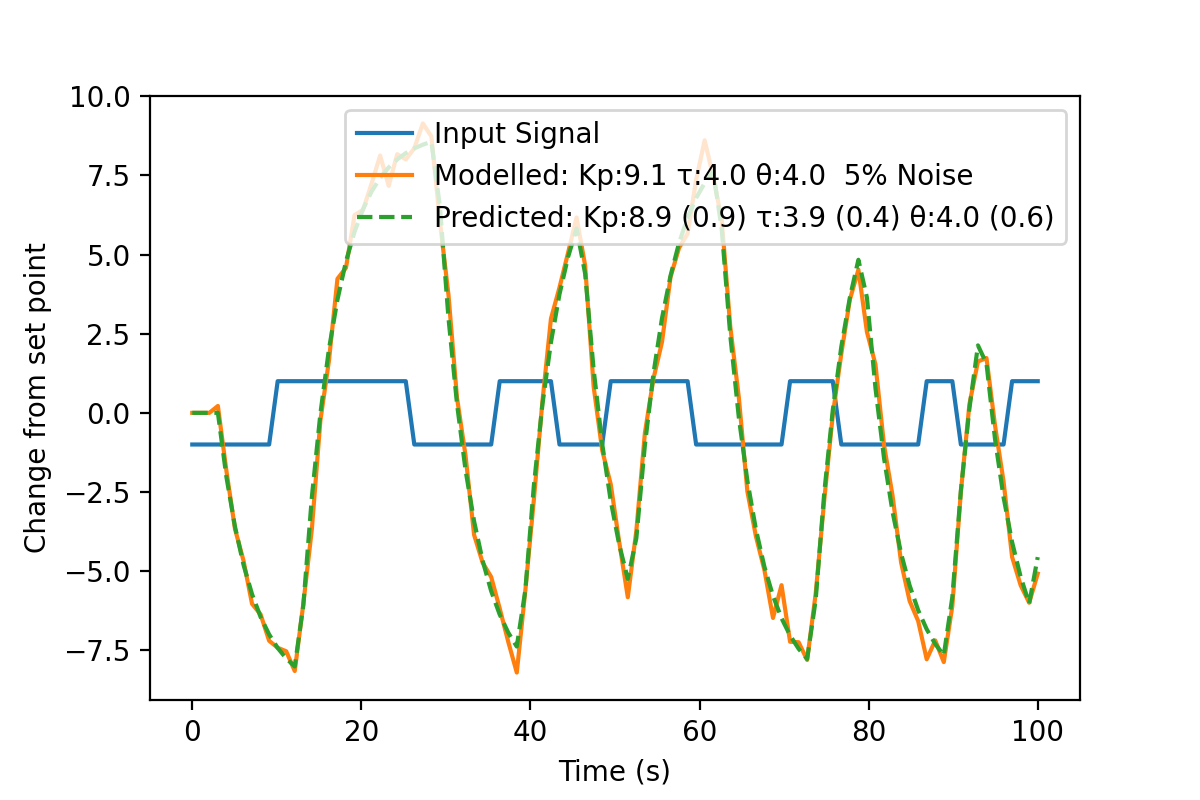 10.0
7.5
5.0
2.5
0.0
−2.5
−5.0
−7.5
Change from set point
Input Signal
Modelled: Kp:9.1 τ:4.0 θ:4.0  5% Noise
Predicted: Kp:8.9 (0.9) τ:3.9 (0.4) θ:4.0 (0.6)
0 20 40 60 80 100
Time (s)